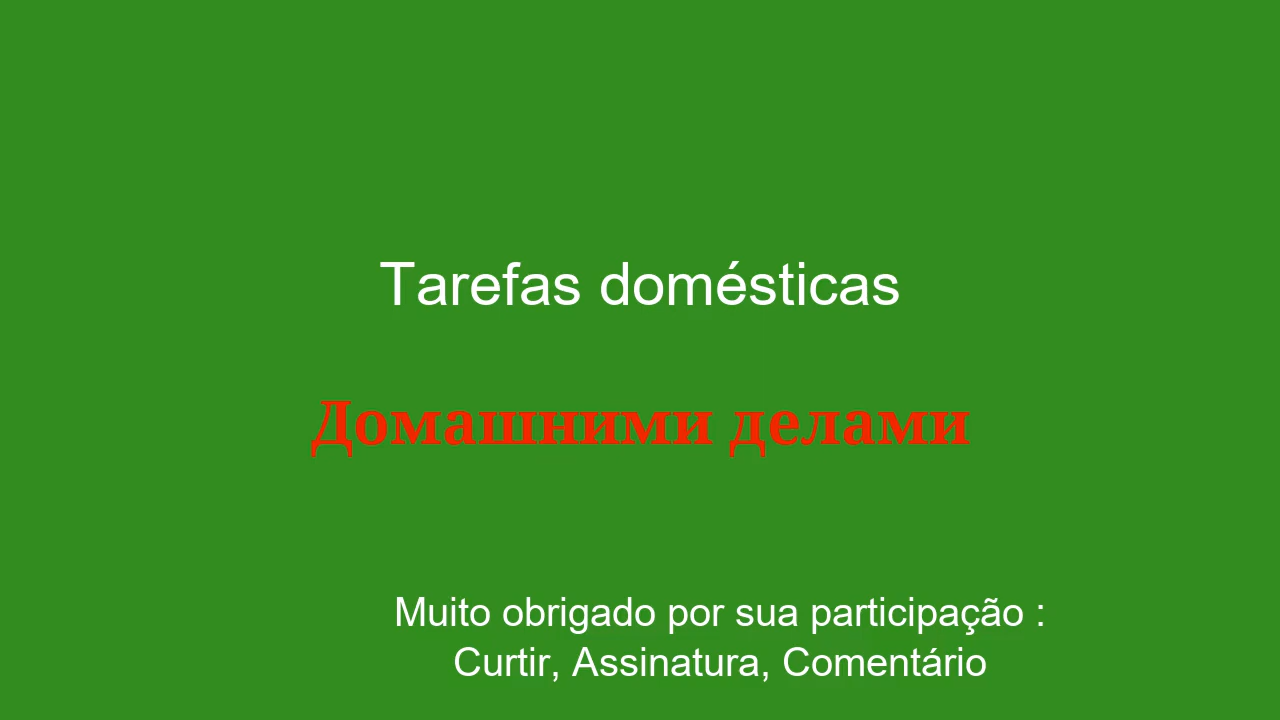 Tarefas domésticas
Домашними делами
Muito obrigado por sua participação :
Curtir, Assinatura, Comentário